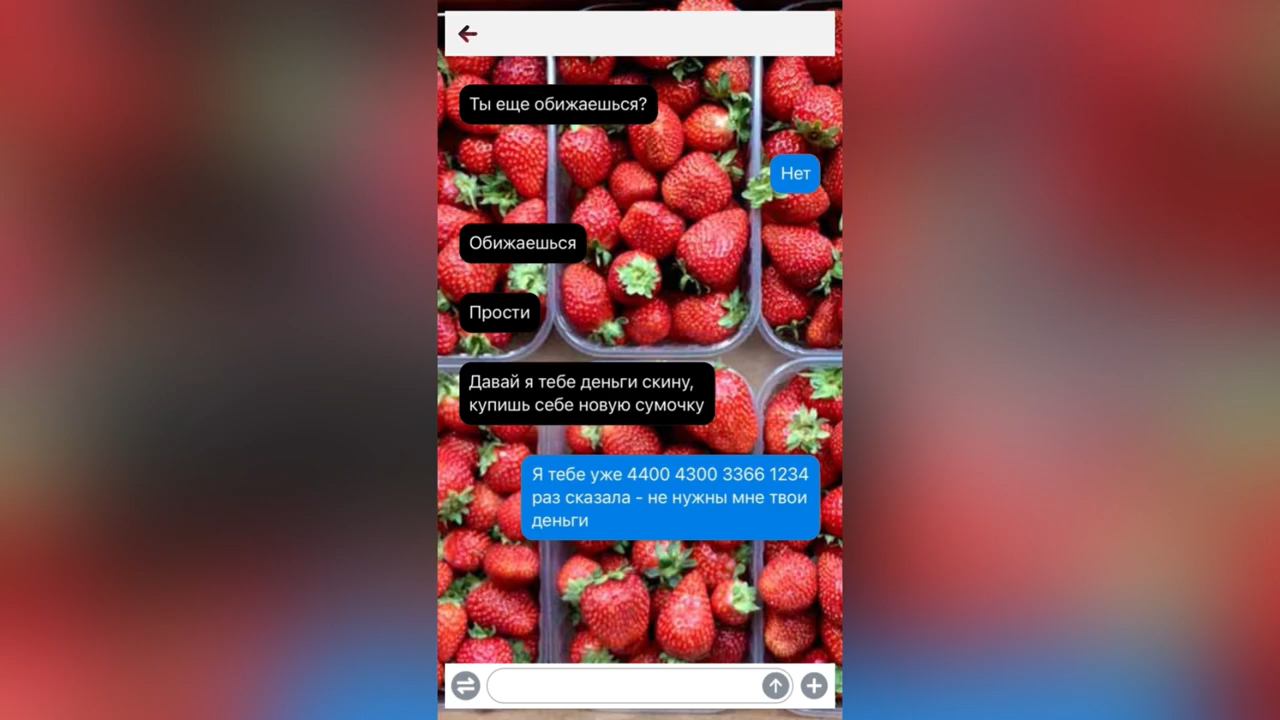 Ты еще обижаешься?
Нет
Обижаешься
Прости
Давай я тебе деньги скину,
купишь себе новую сумочку
Я тебе уже 4400 4300 3366 1234
раз сказала - не нужны мне твои
деньги